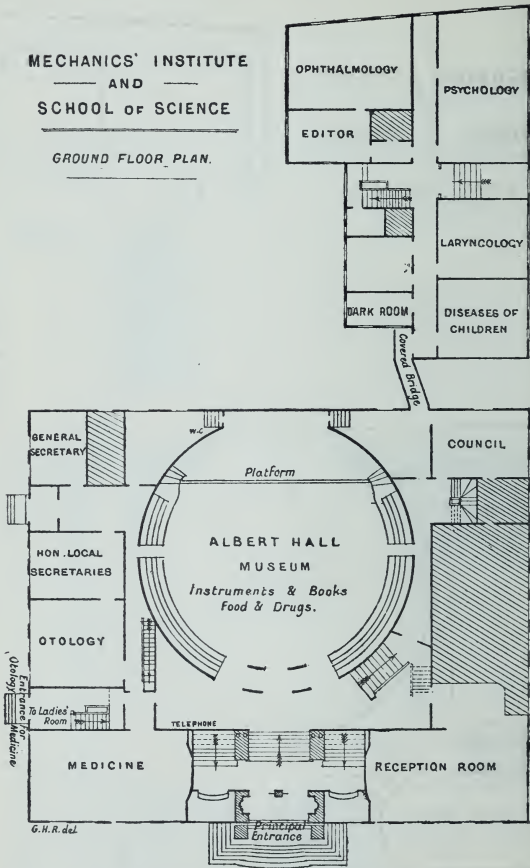 MECHANICS' INSTITUTE
AND
SCHOOL OF SCIENCE
GROUND FLOOR PLAN.
OPHTHALMOLOGY
PSYCHOLOGY
EDITOR
LARYNCOLOGY
DARK ROOM
DISEASES OF
CHILDREN
Covered Bridge
GENERAL
SECRETARY
W.C
COUNCIL
Platform
ALBERT HALL
MUSEUM
Instruments & Books
Food & Drugs.
HON. LOCAL
SECRETARIES
OTOLOGY
Entrance For
Otology, Medicine
To Ladies'
Room
TELEPHONE
MEDICINE
RECEPTION ROOM
Principal
Entrance
G.H.R. del